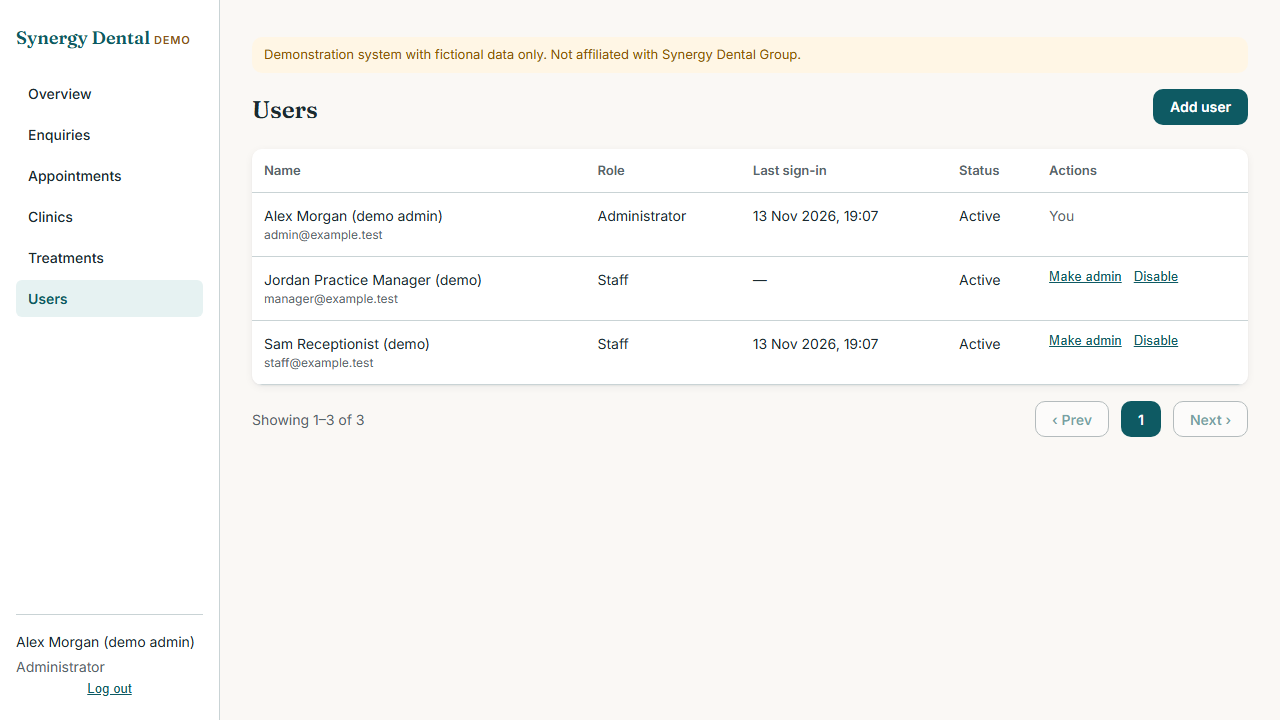 Synergy Dental DEMO
Overview
Enquiries
Appointments
Clinics
Treatments
Users
Alex Morgan (demo admin)
Administrator
Log out
Demonstration system with fictional data only. Not affiliated with Synergy Dental Group.
Users
Add user
Name Role Last sign-in Status Actions
Alex Morgan (demo admin) Administrator 13 Nov 2026, 19:07 Active You
admin@example.test
Jordan Practice Manager (demo) Staff — Active Make admin Disable
manager@example.test
Sam Receptionist (demo) Staff 13 Nov 2026, 19:07 Active Make admin Disable
staff@example.test
Showing 1–3 of 3 ‹ Prev 1 Next ›